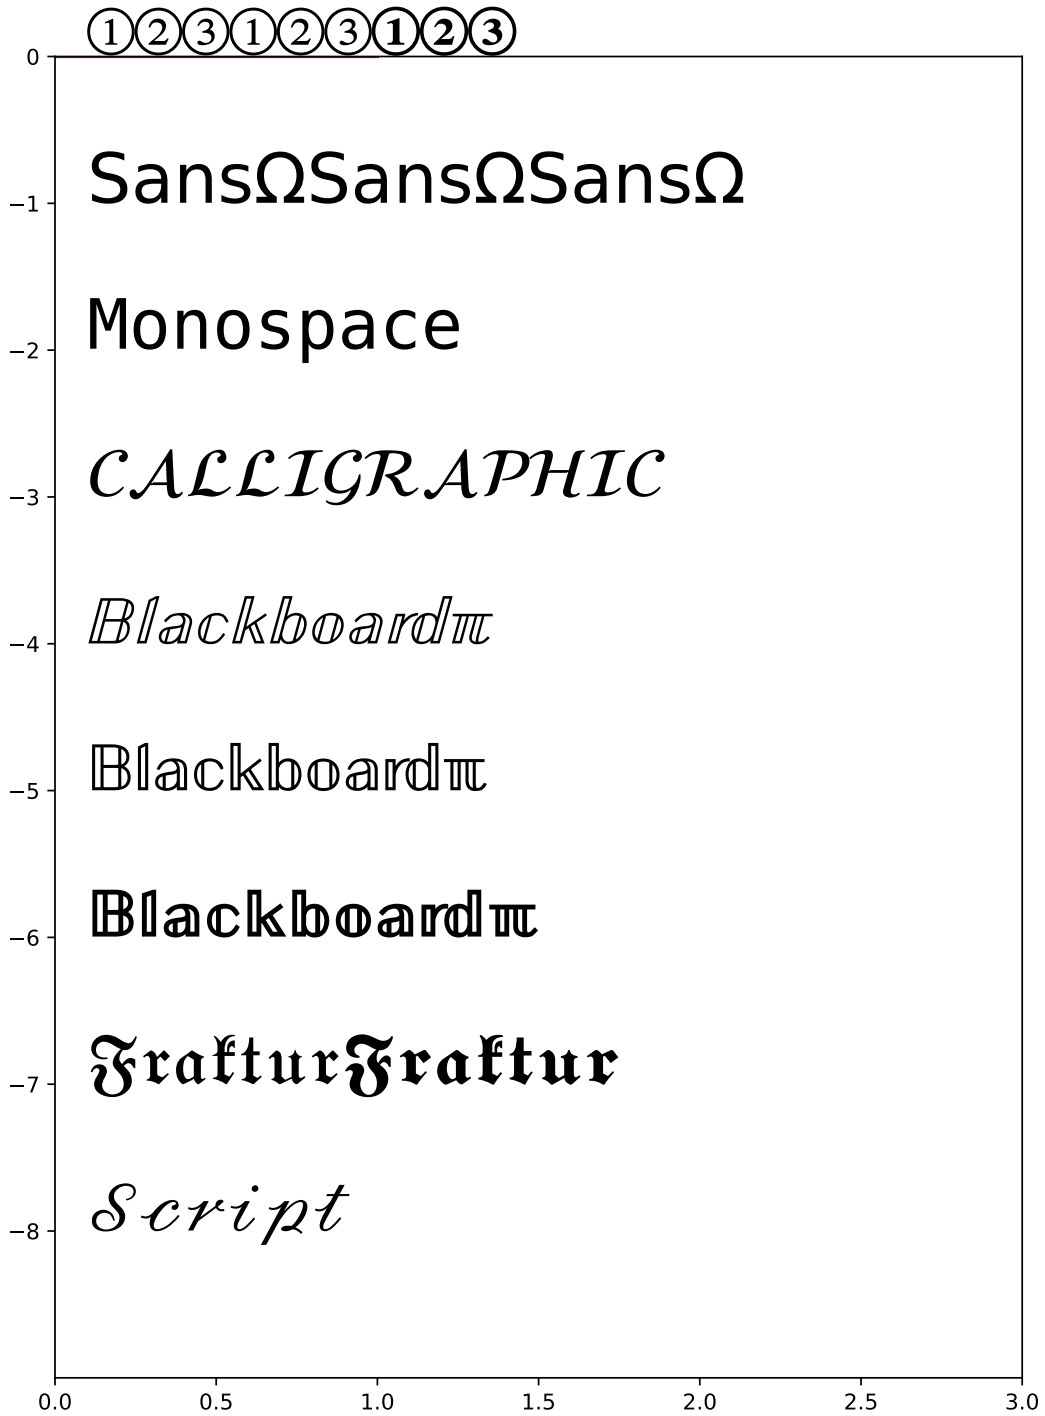 ①②③①②③①②③
0
SansΩSansΩSansΩ
−1
Monospace
−2
CALLIGRAPHIC
−3
Blackboardπ
−4
Blackboardπ
−5
Blackboardπ
−6
FrakturFraktur
−7
Script
−8
0.0 0.5 1.0 1.5 2.0 2.5 3.0